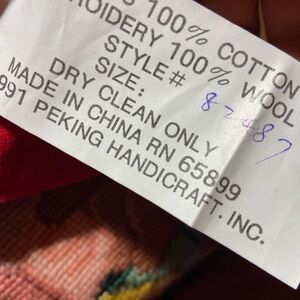 100% COTTON
OIDERY 100% WOOL
STYLE# 87487
SIZE:
DRY CLEAN ONLY
MADE IN CHINA RN 65899
991 PEKING HANDICRAFT. INC.